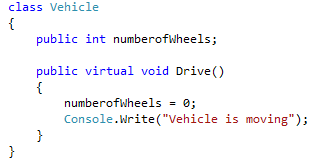 class Vehicle
{
    public int numberofWheels;

    public virtual void Drive()
    {
        numberofWheels = 0;
        Console.Write("Vehicle is moving");
    }
}